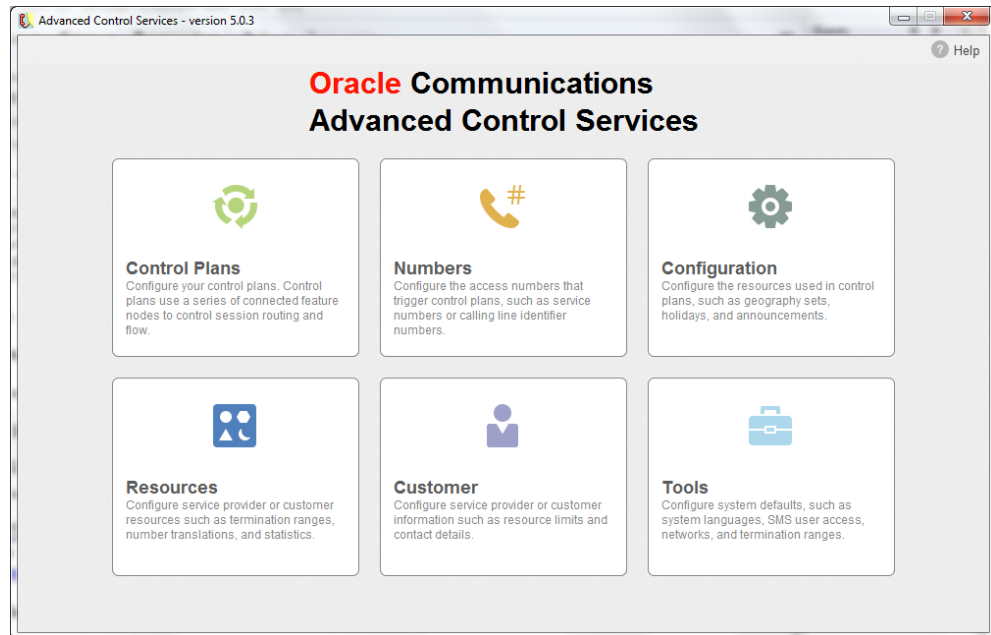 Advanced Control Services - version 5.0.3
? Help
Oracle Communications
Advanced Control Services
#
Control Plans
Configure your control plans. Control
plans use a series of connected feature
nodes to control session routing and
flow.
Numbers
Configure the access numbers that
trigger control plans, such as service
numbers or calling line identifier
numbers.
Configuration
Configure the resources used in control
plans, such as geography sets,
holidays, and announcements.
Resources
Configure service provider or customer
resources such as termination ranges,
number translations, and statistics.
Customer
Configure service provider or customer
information such as resource limits and
contact details.
Tools
Configure system defaults, such as
system languages, SMS user access,
networks, and termination ranges.